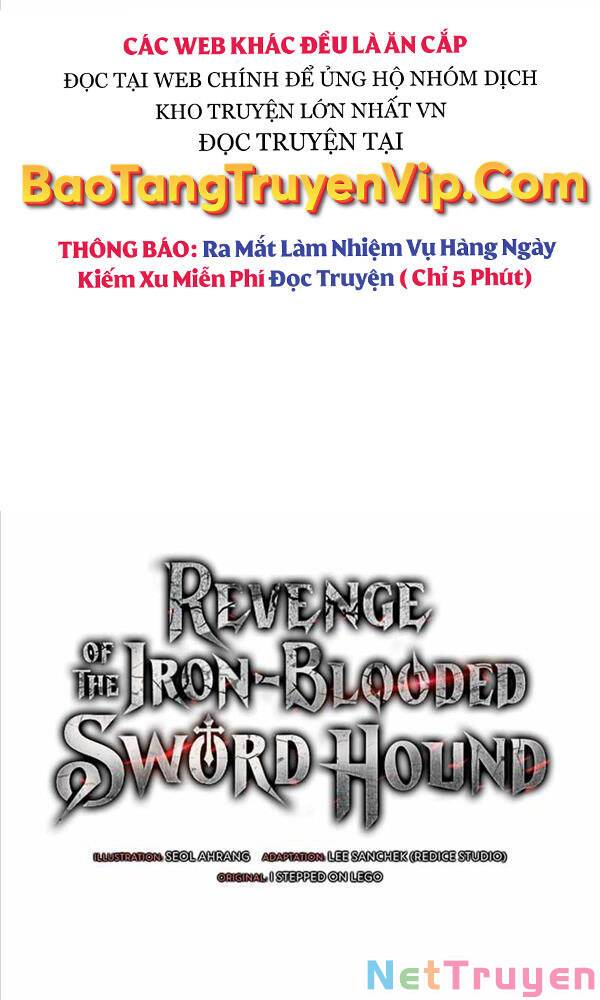 CÁC WEB KHÁC ĐỀU LÀ ĂN CẮP
ĐỌC TẠI WEB CHÍNH ĐỂ ỦNG HỘ NHÓM DỊCH
KHO TRUYỆN LỚN NHẤT VN
ĐỌC TRUYỆN TẠI
BaoTangTruyenVip.Com
THÔNG BÁO: Ra Mắt Làm Nhiệm Vụ Hàng Ngày
Kiếm Xu Miễn Phí Đọc Truyện ( Chỉ 5 Phút)
REVENGE
OF THE IRON-BLOODED
SWORD HOUND
ILLUSTRATION: SEOL AHRANG ADAPTATION: LEE SANCHEK (REDICE STUDIO)
ORIGINAL: I STEPPED ON LEGO
NetTruyen